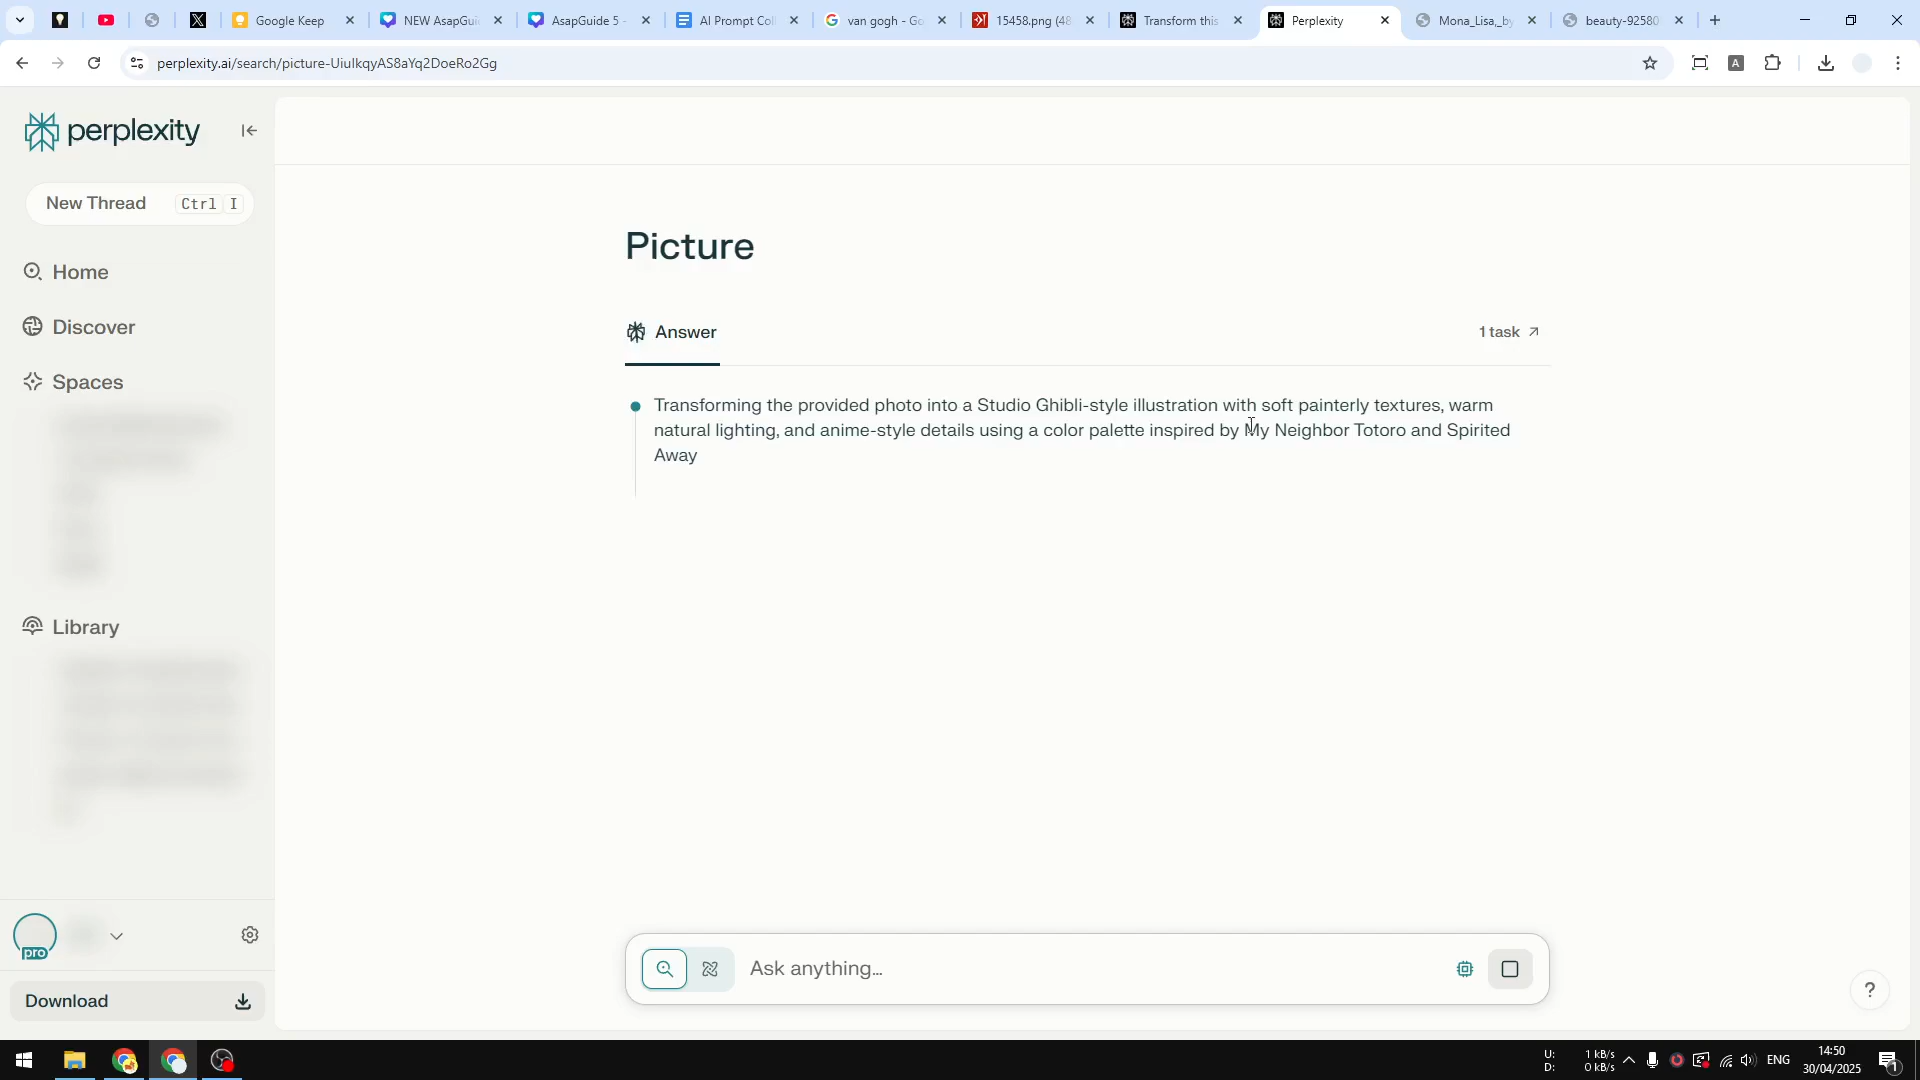 Google Keep
NEW AsapGui
AsapGuide 5 -
AI Prompt Col
van gogh - Go
15458.png (48
Transform this
Perplexity
Mona_Lisa,_by
beauty-92580
perplexity.ai/search/picture-UiuIkqyAS8aYq2DoeRo2Gg
A
perplexity
New Thread
Ctrl I
Home
Discover
Spaces
Library
pro
Download
Picture
Answer
1 task
Transforming the provided photo into a Studio Ghibli-style illustration with soft painterly textures, warm
natural lighting, and anime-style details using a color palette inspired by My Neighbor Totoro and Spirited
Away
Ask anything...
?
U: 1 kB/s
D: 0 kB/s
ENG
14:50
30/04/2025
1